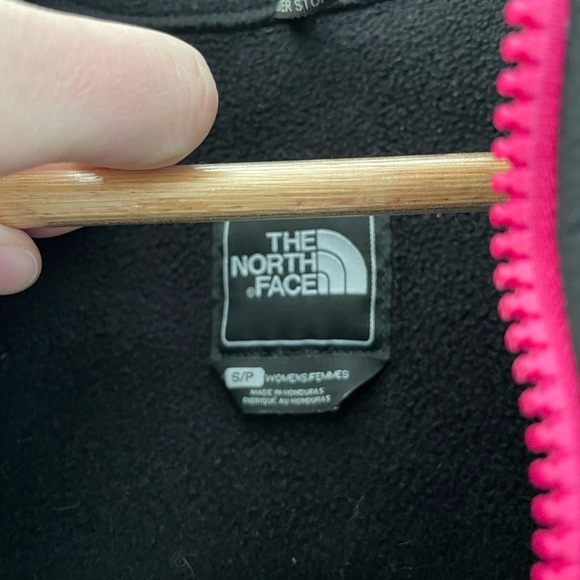 THE
NORTH
FACE
S/P WOMENS/FEMMES
MADE IN HONDURAS
FABRIQUE AU HONDURAS